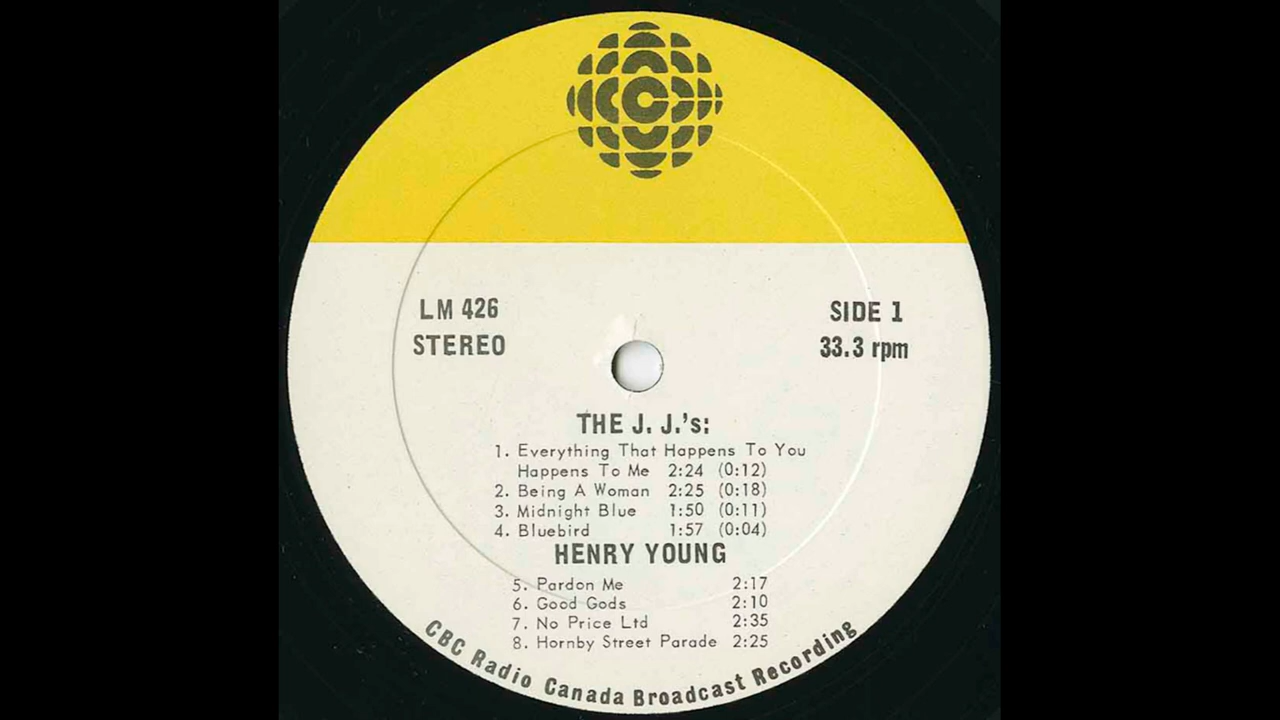 LM 426
STEREO
SIDE 1
33.3 rpm
THE J. J.'s:
1. Everything That Happens To You
Happens To Me 2:24 (0:12)
2. Being A Woman 2:25 (0:18)
3. Midnight Blue 1:50 (0:11)
4. Bluebird 1:57 (0:04)
HENRY YOUNG
5. Pardon Me 2:17
6. Good Gods 2:10
7. No Price Ltd 2:35
8. Hornby Street Parade 2:25
CBC Radio Canada Broadcast Recording